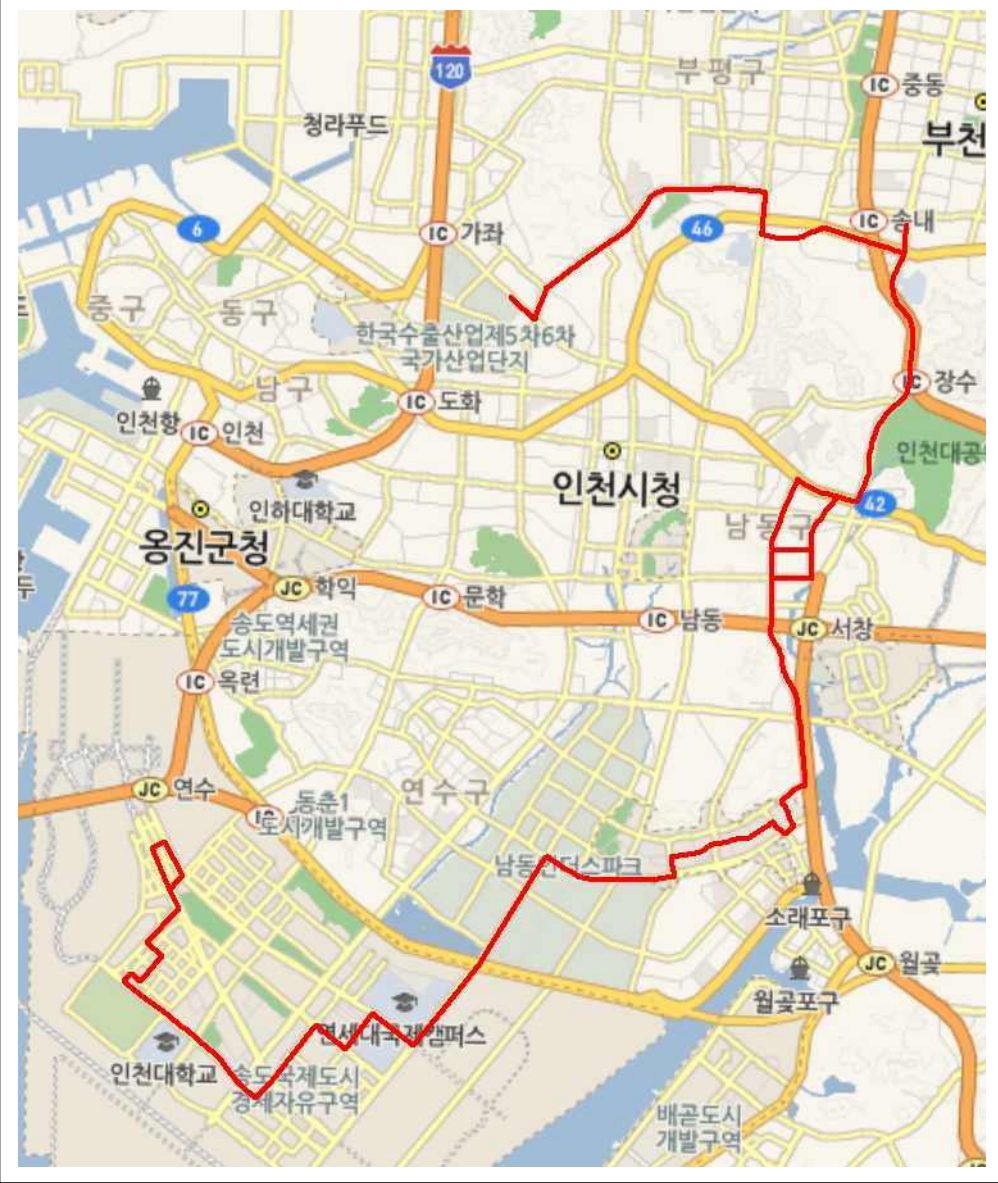 부평구
IC 중동
120
부천
청라푸드
6
IC 가좌
46
IC 송내
중구
동구
한국수출산업제5차6차
국가산업단지
남구
IC 장수
IC 도화
인천항
IC 인천
인천대공
인천시청
인하대학교
42
남동구
옹진군청
JC 학익
77
IC 문학
IC 남동
JC 서창
송도역세권
도시개발구역
IC 옥련
JC 연수
연수구
동춘1
도시개발구역
남동인더스파크
소래포구
JC 월곶
월곶포구
연세대국제캠퍼스
인천대학교
송도국제도시
경제자유구역
배곧도시
개발구역